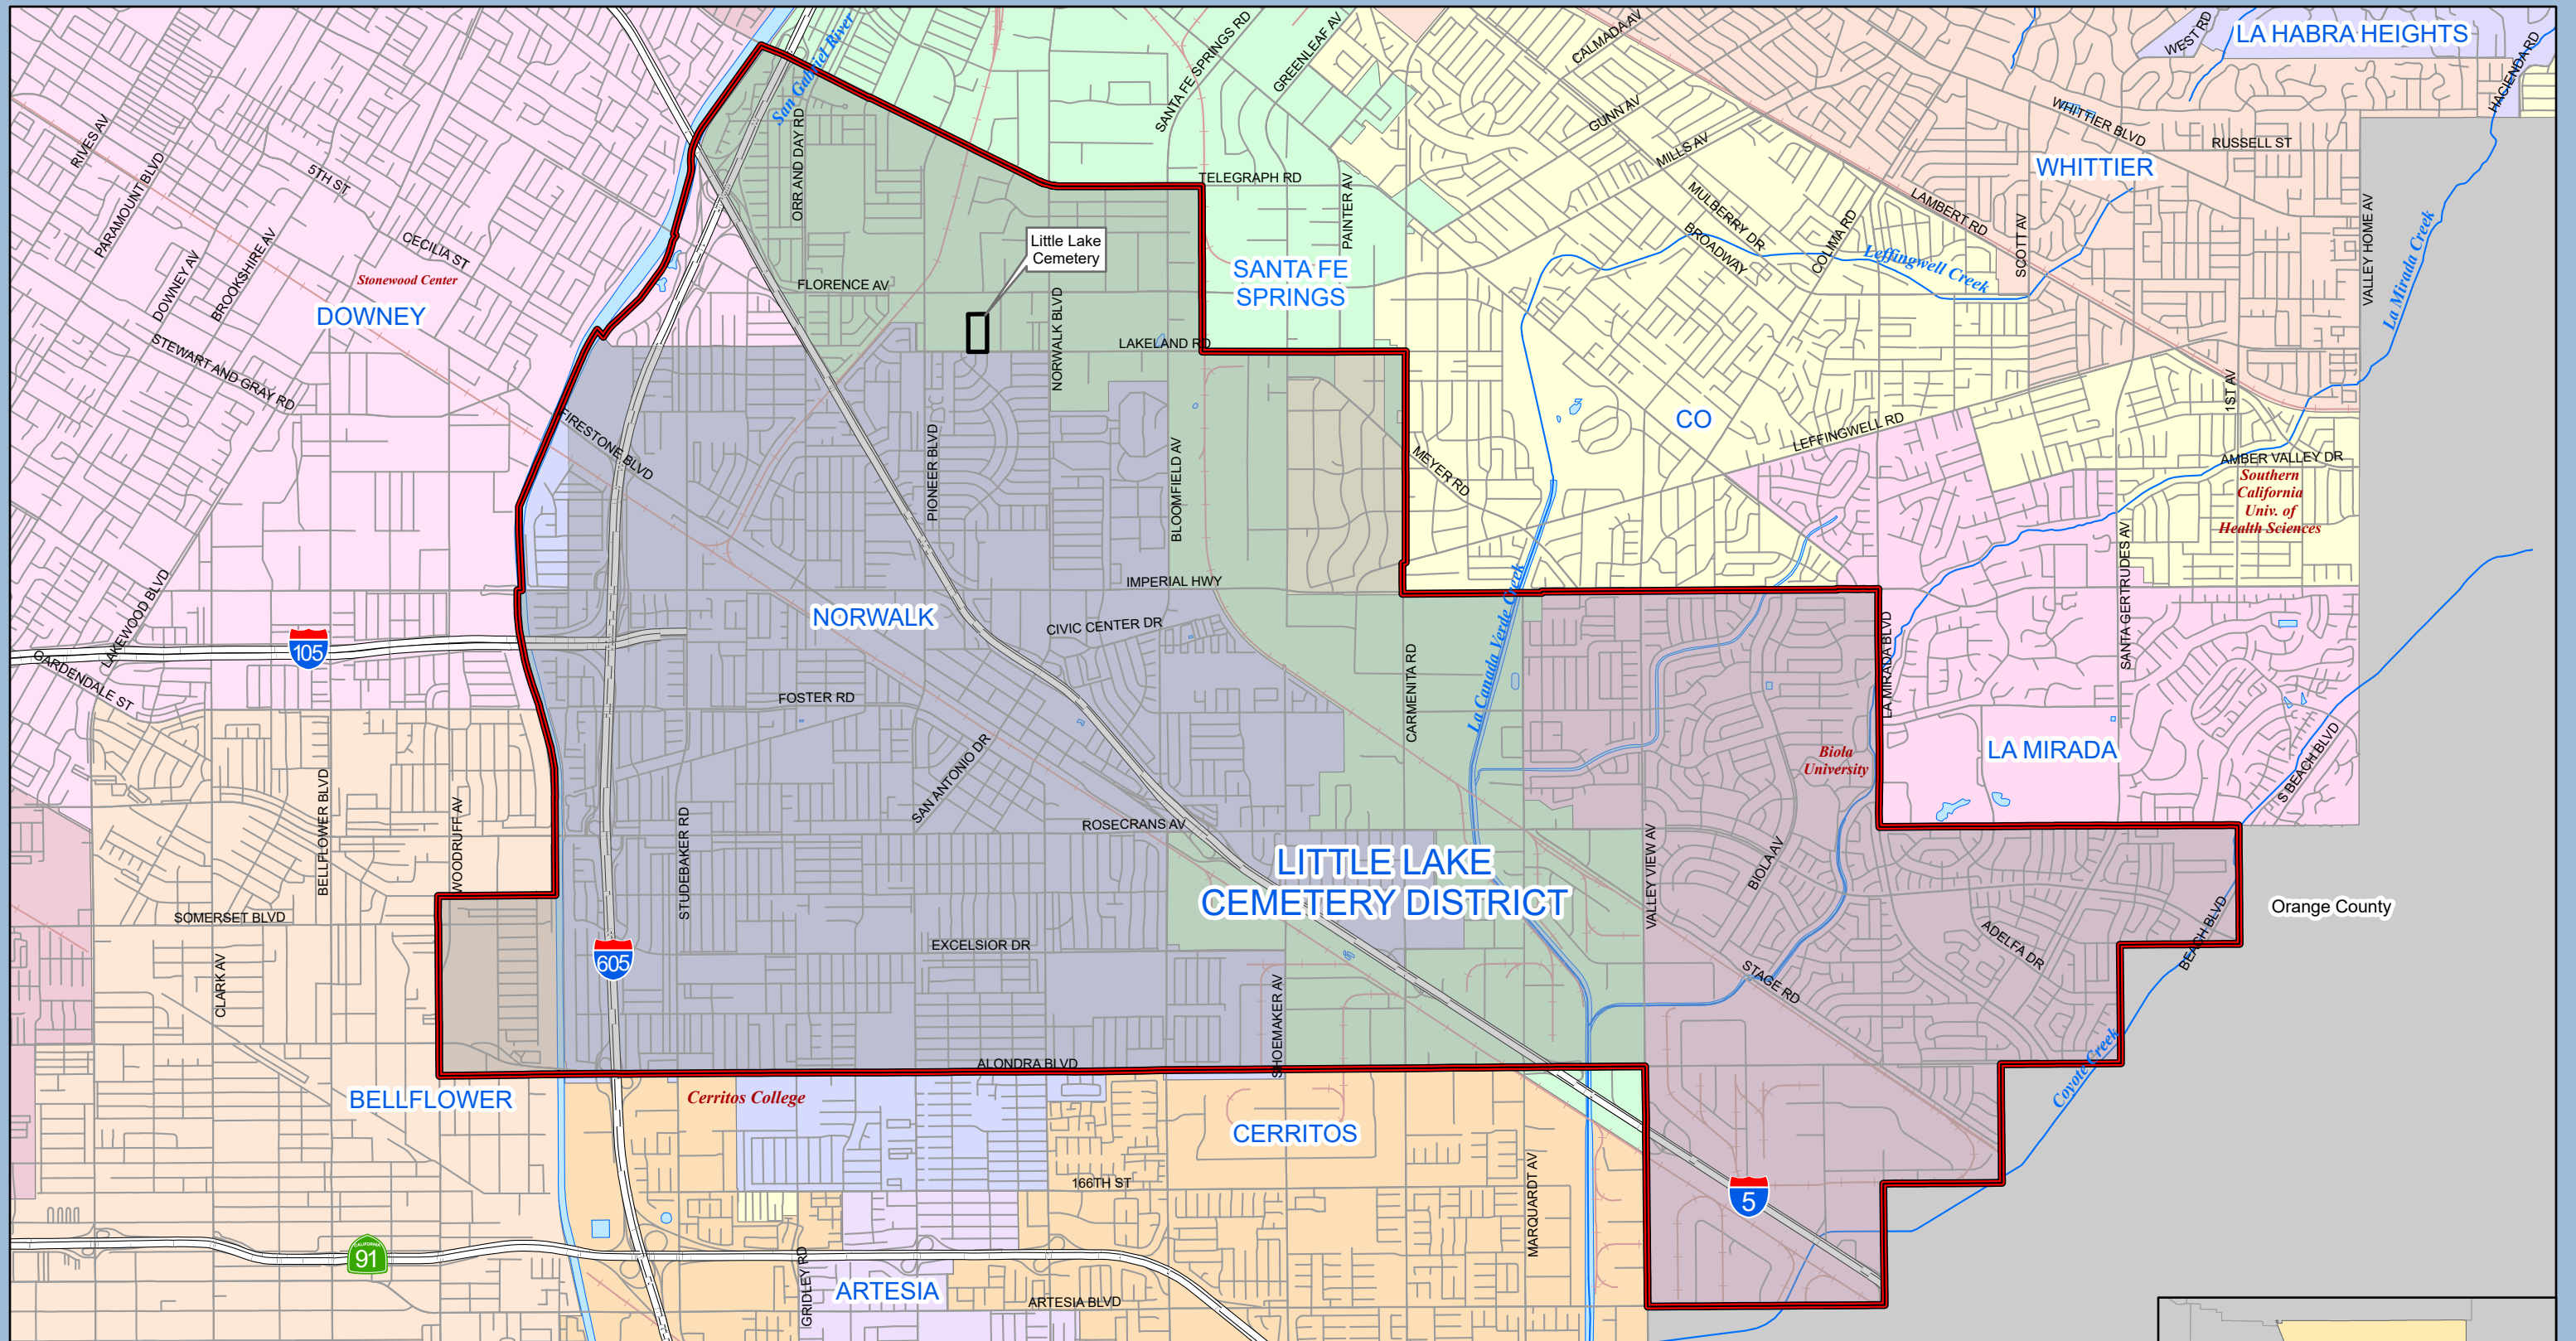 San Gabriel River
SANTA FE SPRINGS RD
GREENLEAF AV
CALMADA AV
WEST RD
LA HABRA HEIGHTS
HACIENDA RD
RIVES AV
PARAMOUNT BLVD
5TH ST
ORR AND DAY RD
GUNN AV
MILLS AV
WHITTIER BLVD
RUSSELL ST
WHITTIER
TELEGRAPH RD
PAINTER AV
MULBERRY DR
BROADWAY
COLIMA RD
LAMBERT RD
SCOTT AV
VALLEY HOME AV
La Mirada Creek
CECILIA ST
Stonewood Center
DOWNEY AV
BROOKSHIRE AV
DOWNEY
Little Lake
Cemetery
FLORENCE AV
NORWALK BLVD
SANTA FE
SPRINGS
Leffingwell Creek
STEWART AND GRAY RD
LAKELAND RD
FIRESTONE BLVD
PIONEER BLVD
BLOOMFIELD AV
CO
MEYER RD
LEFFINGWELL RD
1ST AV
AMBER VALLEY DR
Southern
California
Univ. of
Health Sciences
LAKEWOOD BLVD
IMPERIAL HWY
NORWALK
CIVIC CENTER DR
La Canada Verde Creek
SANTA GERTRUDES AV
105
GARDENDALE ST
FOSTER RD
CARMENITA RD
LA MIRADA BLVD
SAN ANTONIO DR
Biola
University
LA MIRADA
S BEACH BLVD
BELLFLOWER BLVD
WOODRUFF AV
STUDEBAKER RD
ROSECRANS AV
LITTLE LAKE
CEMETERY DISTRICT
VALLEY VIEW AV
BIOLA AV
Orange County
SOMERSET BLVD
CLARK AV
605
EXCELSIOR DR
SHOEMAKER AV
STAGE RD
ADELFA DR
BEACH BLVD
Coyote Creek
ALONDRA BLVD
BELLFLOWER
Cerritos College
CERRITOS
166TH ST
MARQUARDT AV
5
CALIFORNIA
91
GRIDLEY RD
ARTESIA
ARTESIA BLVD